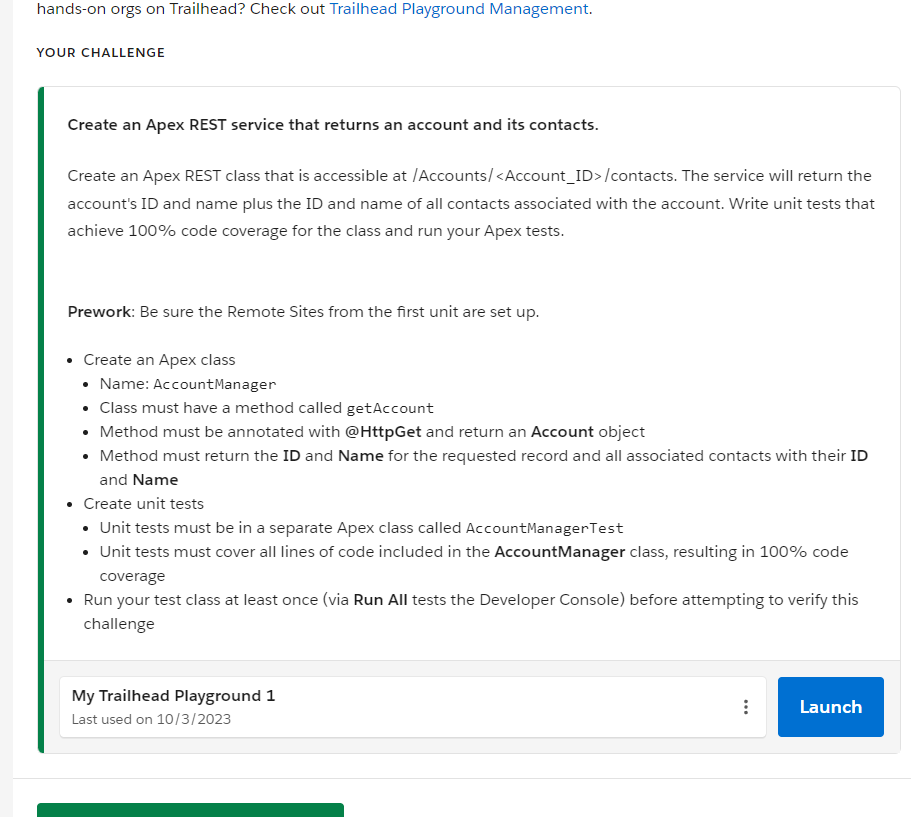 hands-on orgs on Trailhead? Check out Trailhead Playground Management.
YOUR CHALLENGE
Create an Apex REST service that returns an account and its contacts.
Create an Apex REST class that is accessible at /Accounts/<Account_ID>/contacts. The service will return the
account's ID and name plus the ID and name of all contacts associated with the account. Write unit tests that
achieve 100% code coverage for the class and run your Apex tests.
Prework: Be sure the Remote Sites from the first unit are set up.
• Create an Apex class
• Name: AccountManager
• Class must have a method called getAccount
• Method must be annotated with @HttpGet and return an Account object
• Method must return the ID and Name for the requested record and all associated contacts with their ID
and Name
• Create unit tests
• Unit tests must be in a separate Apex class called AccountManagerTest
• Unit tests must cover all lines of code included in the AccountManager class, resulting in 100% code
coverage
• Run your test class at least once (via Run All tests the Developer Console) before attempting to verify this
challenge
My Trailhead Playground 1
Last used on 10/3/2023
Launch